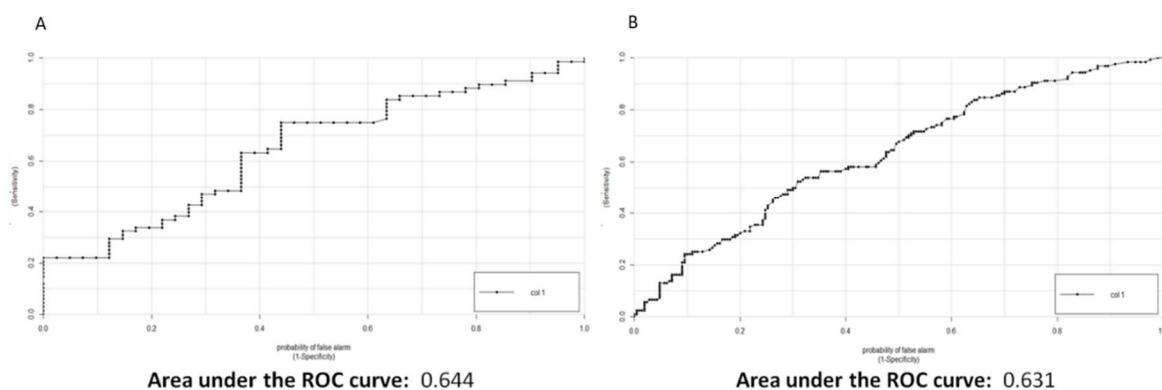 A
1.0
0.8
0.6
0.4
0.2
0.0
(Sensitivity)
0.0 0.2 0.4 0.6 0.8 1.0
col 1
probability of false alarm
(1-Specificity)
Area under the ROC curve: 0.644
B
1.0
0.8
0.6
0.4
0.2
0.0
(Sensitivity)
0.0 0.2 0.4 0.6 0.8 1.0
col 1
probability of false alarm
(1-Specificity)
Area under the ROC curve: 0.631